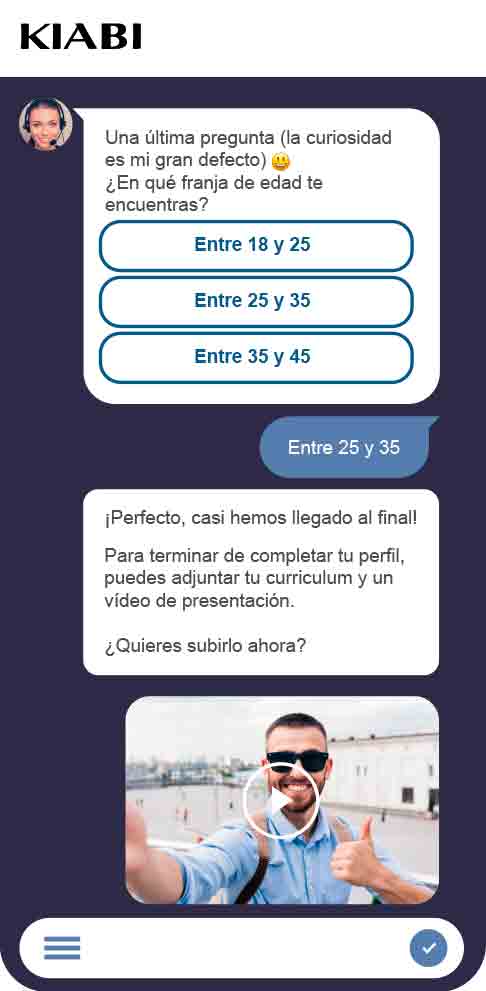 KIABI
Una última pregunta (la curiosidad
es mi gran defecto) 😀
¿En qué franja de edad te
encuentras?
Entre 18 y 25
Entre 25 y 35
Entre 35 y 45
Entre 25 y 35
¡Perfecto, casi hemos llegado al final!
Para terminar de completar tu perfil,
puedes adjuntar tu curriculum y un
vídeo de presentación.
¿Quieres subirlo ahora?